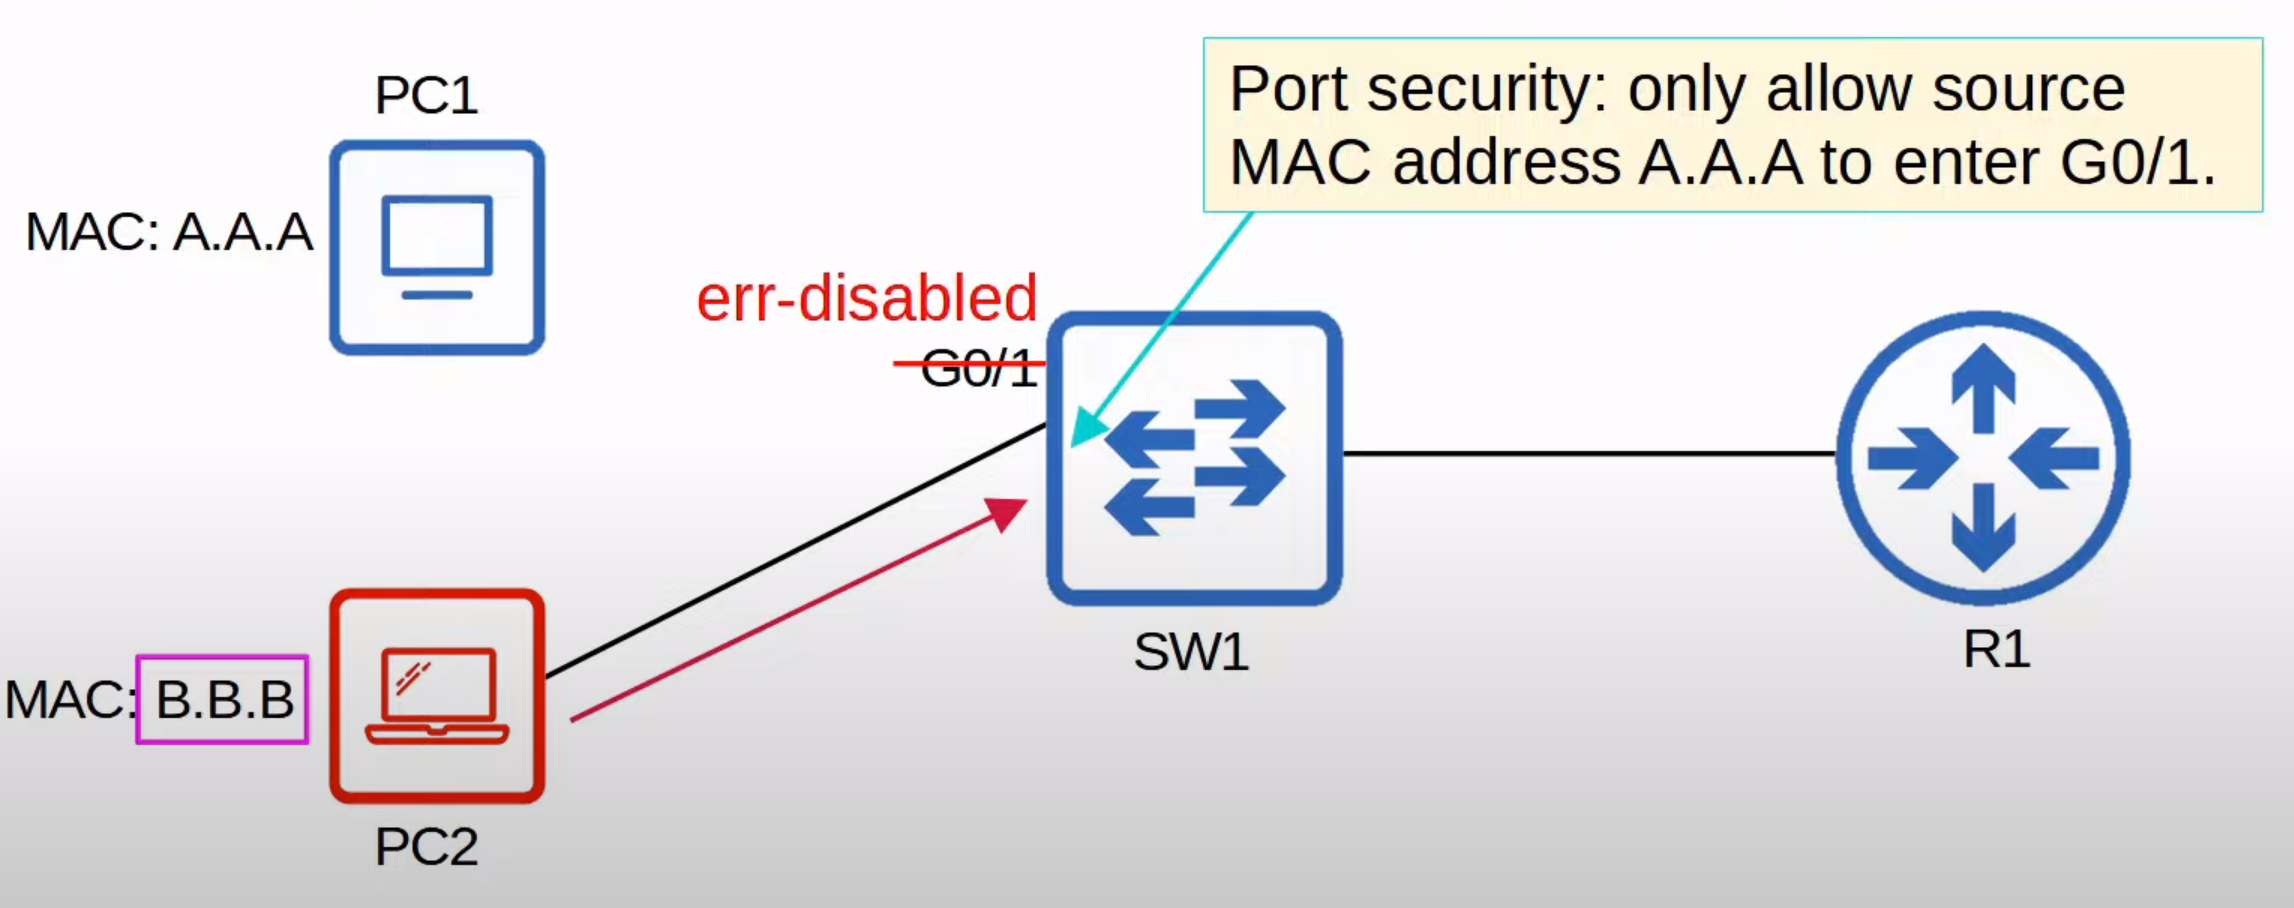 PC1
Port security: only allow source
MAC address A.A.A to enter G0/1.
MAC: A.A.A
err-disabled
G0/1
SW1
R1
MAC: B.B.B
PC2